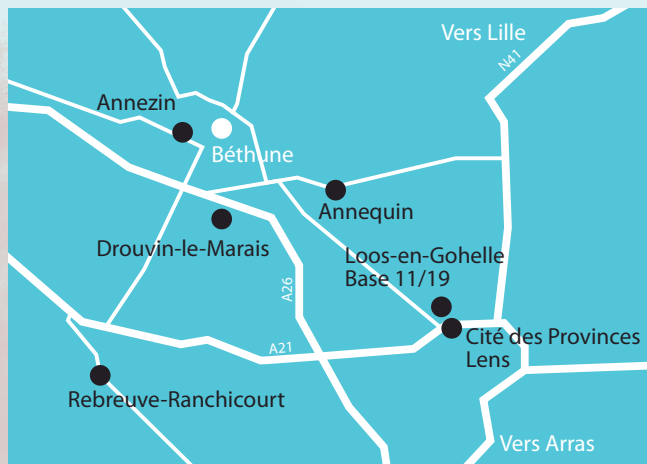 Vers Lille
N41
Annezin
Béthune
Annequin
Drouvin-le-Marais
Loos-en-Gohelle
Base 11/19
A26
Cité des Provinces
Lens
A21
Rebreuve-Ranchicourt
Vers Arras